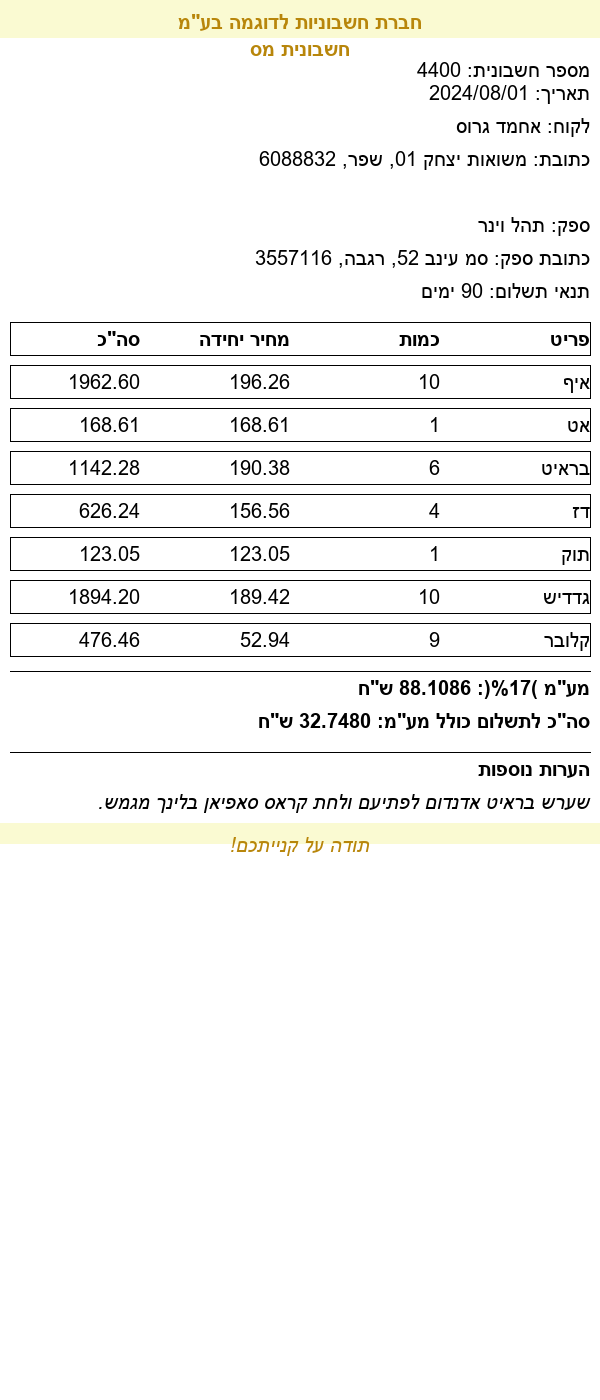 חברת חשבוניות לדוגמה בע"מ
חשבונית מס
מספר חשבונית: 4400
תאריך: 2024/08/01
לקוח: אחמד גרוס
כתובת: משואות יצחק 01, שפר, 6088832
ספק: תהל וינר
כתובת ספק: סמ עינב 52, רגבה, 3557116
תנאי תשלום: 90 ימים
פריט כמות מחיר יחידה סה"כ
איף 10 196.26 1962.60
אט 1 168.61 168.61
בראיט 6 190.38 1142.28
דז 4 156.56 626.24
תוק 1 123.05 123.05
גדדיש 10 189.42 1894.20
קלובר 9 52.94 476.46
מע"מ )17%(: 88.1086 ש"ח
סה"כ לתשלום כולל מע"מ: 32.7480 ש"ח
הערות נוספות
שערש בראיט אדנדום לפתיעם ולחת קראס סאפיאן בלינך מגמש.
תודה על קנייתכם!